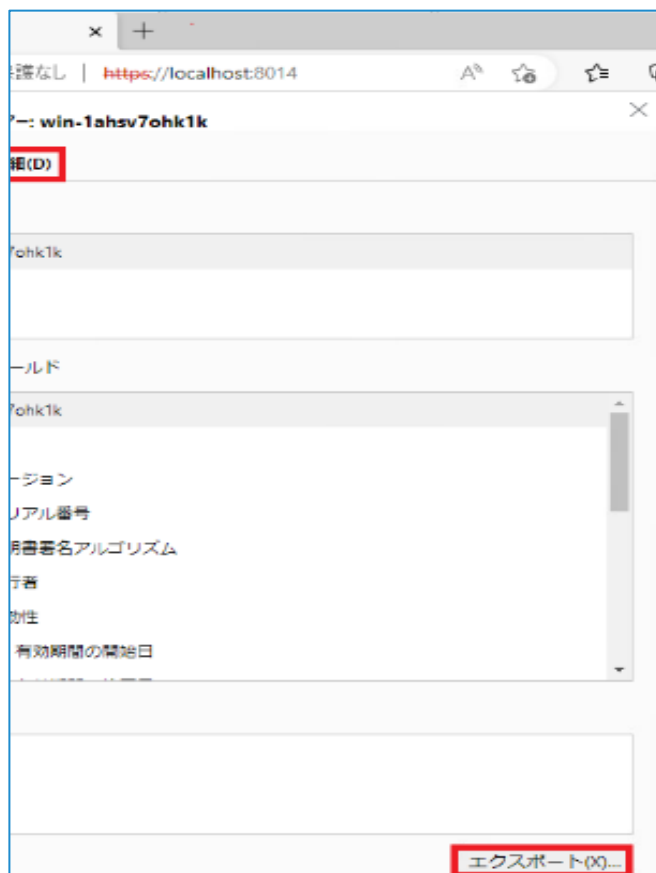 護なし | https://localhost:8014
アー: win-1ahsv7ohk1k
細(D)
7ohk1k
ールド
7ohk1k
ージョン
リアル番号
明書署名アルゴリズム
行者
効性
有効期間の開始日
エクスポート(X)...